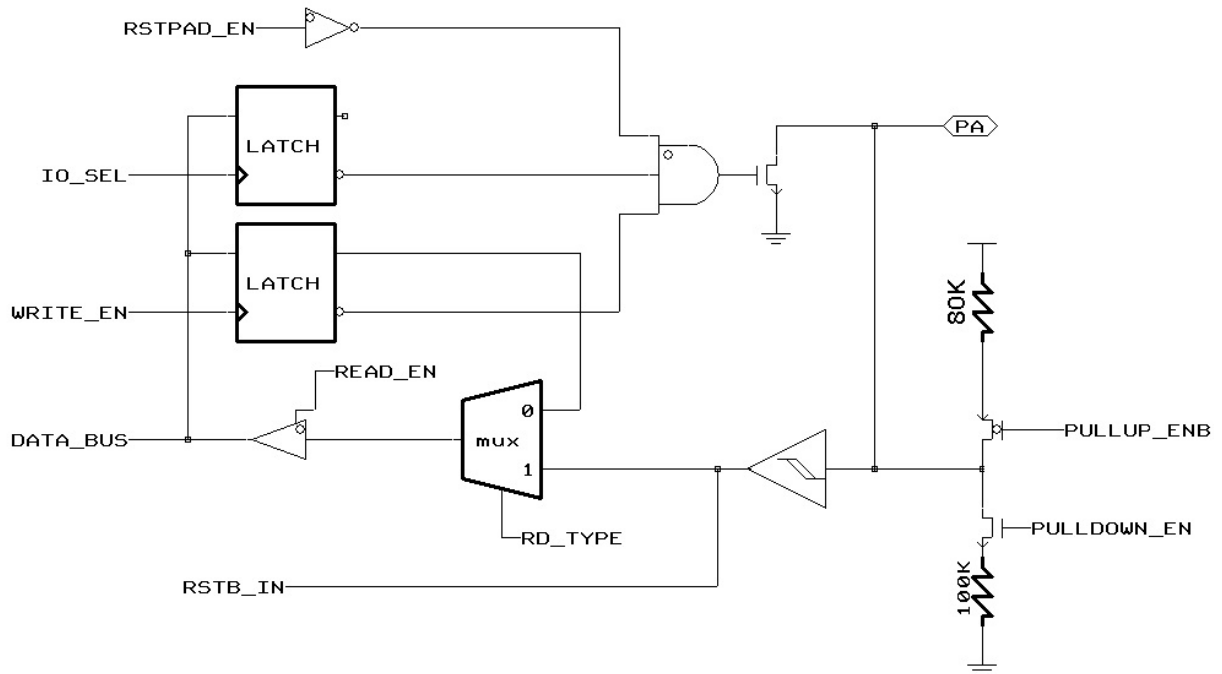 RSTPAD_EN
PA
LATCH
IO_SEL
LATCH
WRITE_EN
80K
READ_EN
0
DATA_BUS
mux
PULLUP_ENB
1
PULLDOWN_EN
RD_TYPE
RSTB_IN
100K